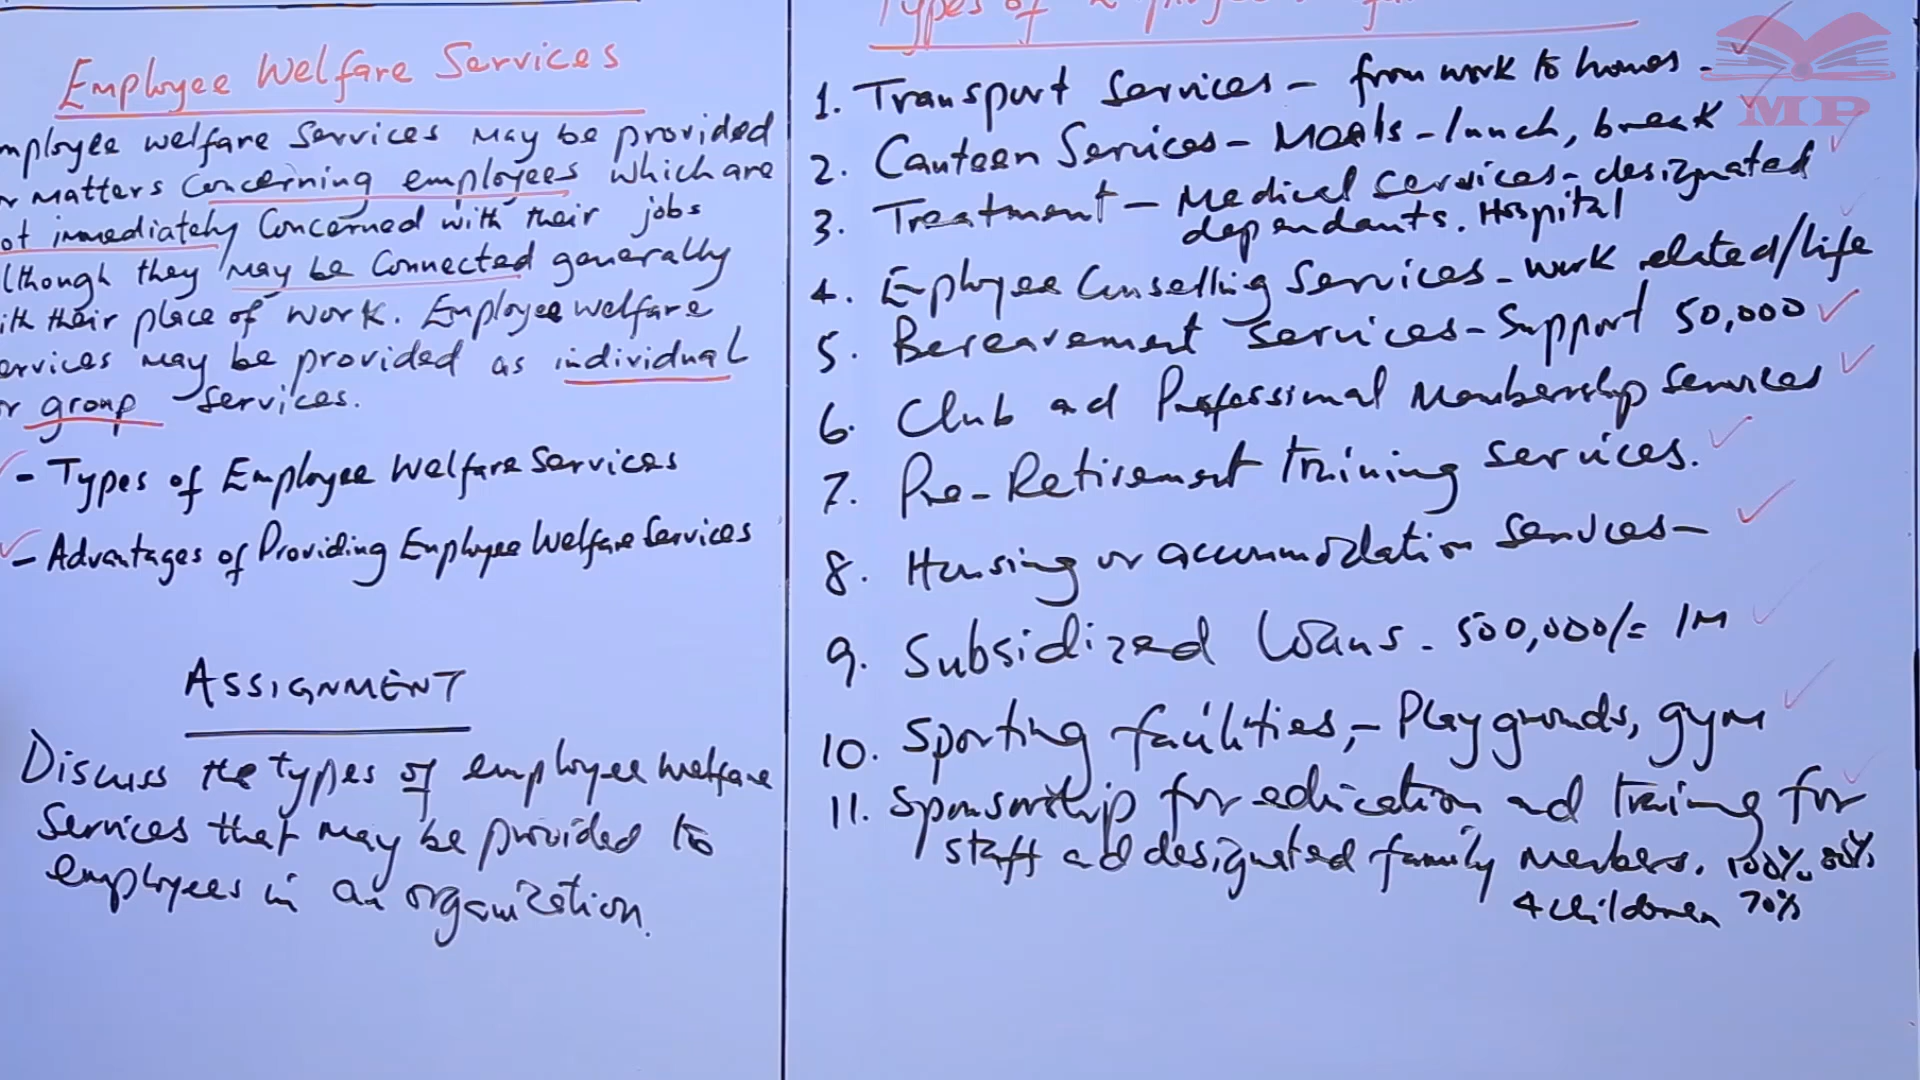 Employee Welfare Services
mployee welfare services may be provided
r matters concerning employees which are
ot immediately concerned with their jobs
lthough they may be connected generally
ith their place of work. Employee welfare
ervices may be provided as individual
r group services.
- Types of Employee Welfare Services
- Advantages of Providing Employee Welfare Services
ASSIGNMENT
Discuss the types of employee welfare
services that may be provided to
employees in an organization.
Types of Employee
1. Transport Services - from work to homes -
2. Canteen Services - Meals - lunch, break
3. Treatment - Medical services - designated
dependants. Hospital
4. Employee Counselling Services - work related/life
5. Bereavement services - Support 50,000
6. Club ad Professional Membership Services
7. Pre-Retirement training services.
8. Housing or accommodation services -
9. Subsidized loans - 500,000/= 1M
10. Sporting facilities, - Playgrounds, gym
11. Sponsorship for education ad training for
staff ad designated family members. 100%
4 children 70%
MP